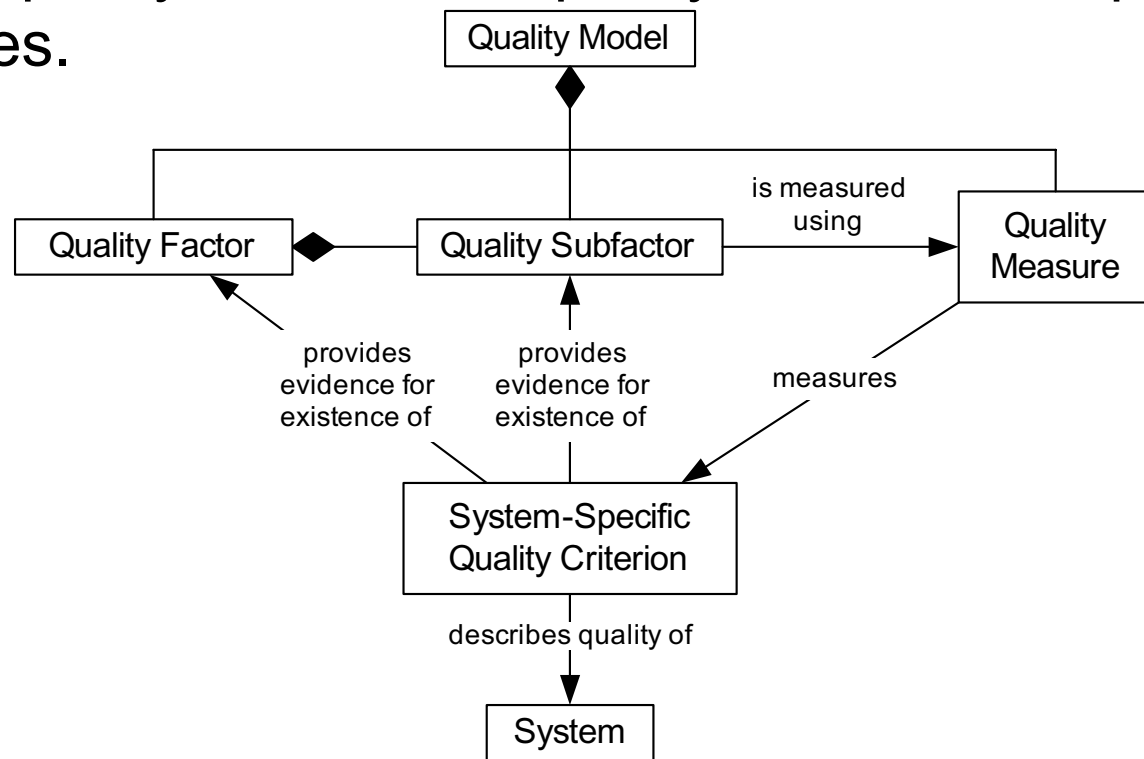 es.
Quality Model
is measured
using
Quality Factor
Quality Subfactor
Quality
Measure
provides
evidence for
existence of
provides
evidence for
existence of
measures
System-Specific
Quality Criterion
describes quality of
System